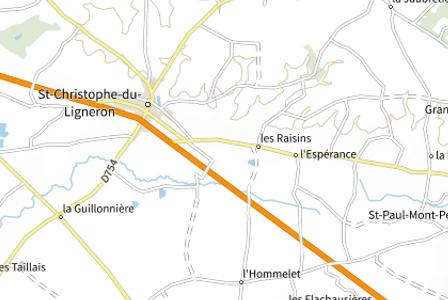 St-Christophe-du-
Ligneron
les Raisins
l'Espérance
D754
la Guillonnière
St-Paul-Mont-Pe
es Taillais
l'Hommelet
les Flachausières
Gran
la